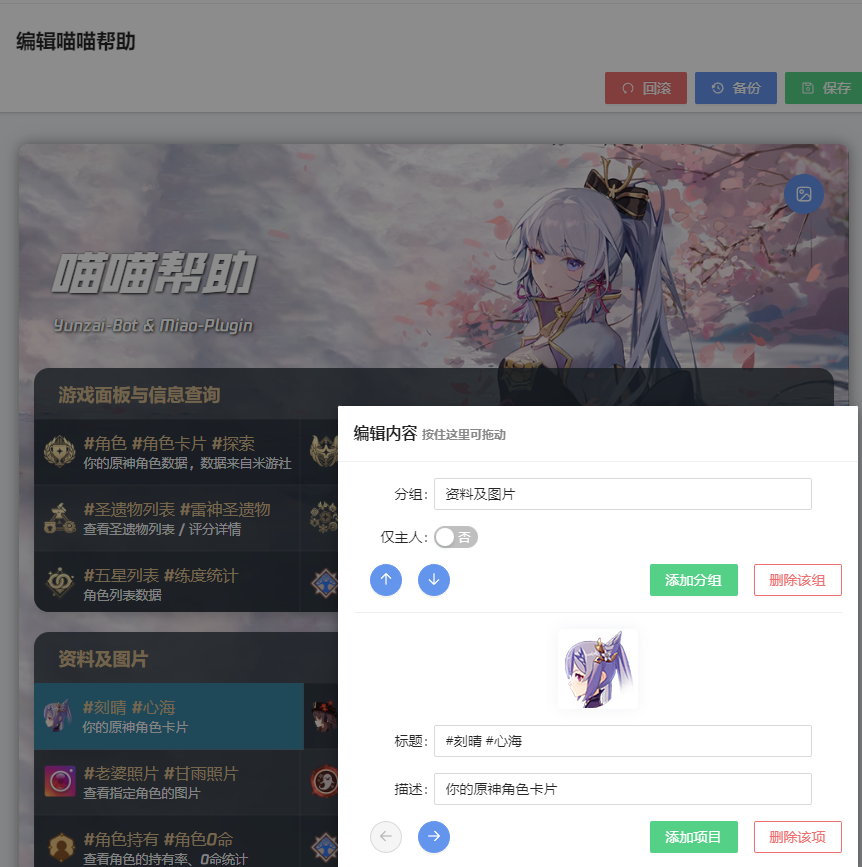 编辑喵喵帮助
回滚 备份 保存
喵喵帮助
Yunzai-Bot & Miao-Plugin
游戏面板与信息查询
#角色 #角色卡片 #探索
你的原神角色数据，数据来自米游社
#圣遗物列表 #雷神圣遗物
查看圣遗物列表 / 评分详情
#五星列表 #练度统计
角色列表数据
资料及图片
#刻晴 #心海
你的原神角色卡片
#老婆照片 #甘雨照片
查看指定角色的图片
#角色持有 #角色0命
查看角色的持有率、0命统计
编辑内容 按住这里可拖动
分组: 资料及图片
仅主人: 否
添加分组 删除该组
标题: #刻晴 #心海
描述: 你的原神角色卡片
添加项目 删除该项